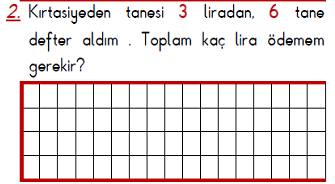 2. Kırtasiyeden tanesi 3 liradan, 6 tane
defter aldım . Toplam kaç lira ödemem
gerekir?